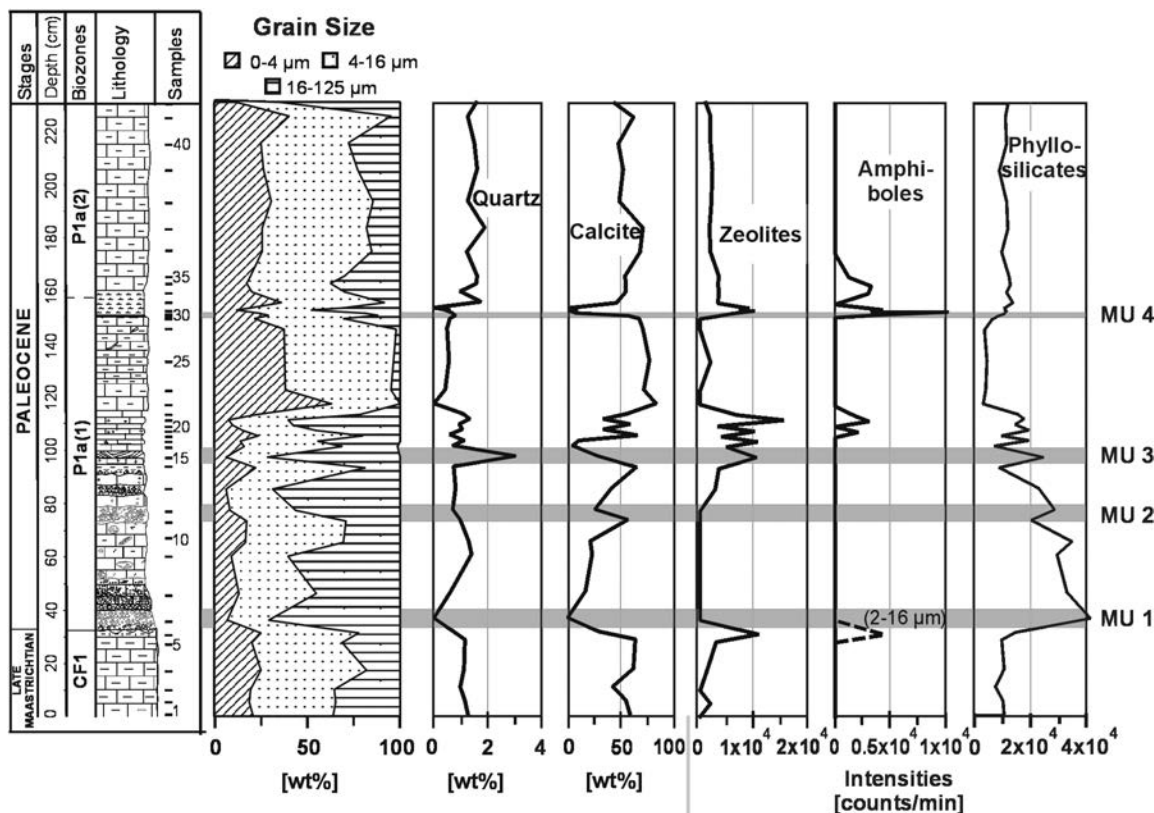 Grain Size
0-4 µm 4-16 µm
16-125 µm
Stages
Depth (cm)
Biozones
Lithology
Samples
PALEOCENE
LATE
MAASTRICHTIAN
220
200
180
160
140
120
100
80
60
40
20
0
P1a(2)
P1a(1)
CF1
40
35
30
25
20
15
10
5
1
Quartz
Calcite
Zeolites
Amphi-
boles
Phyllo-
silicates
MU 4
MU 3
MU 2
MU 1
(2-16 µm)
0 50 100
[wt%]
0 2 4
[wt%]
0 50 100
[wt%]
0 1x10⁴ 2x10⁴
0 0.5x10⁴ 1x10⁴
0 2x10⁴ 4x10⁴
Intensities
[counts/min]